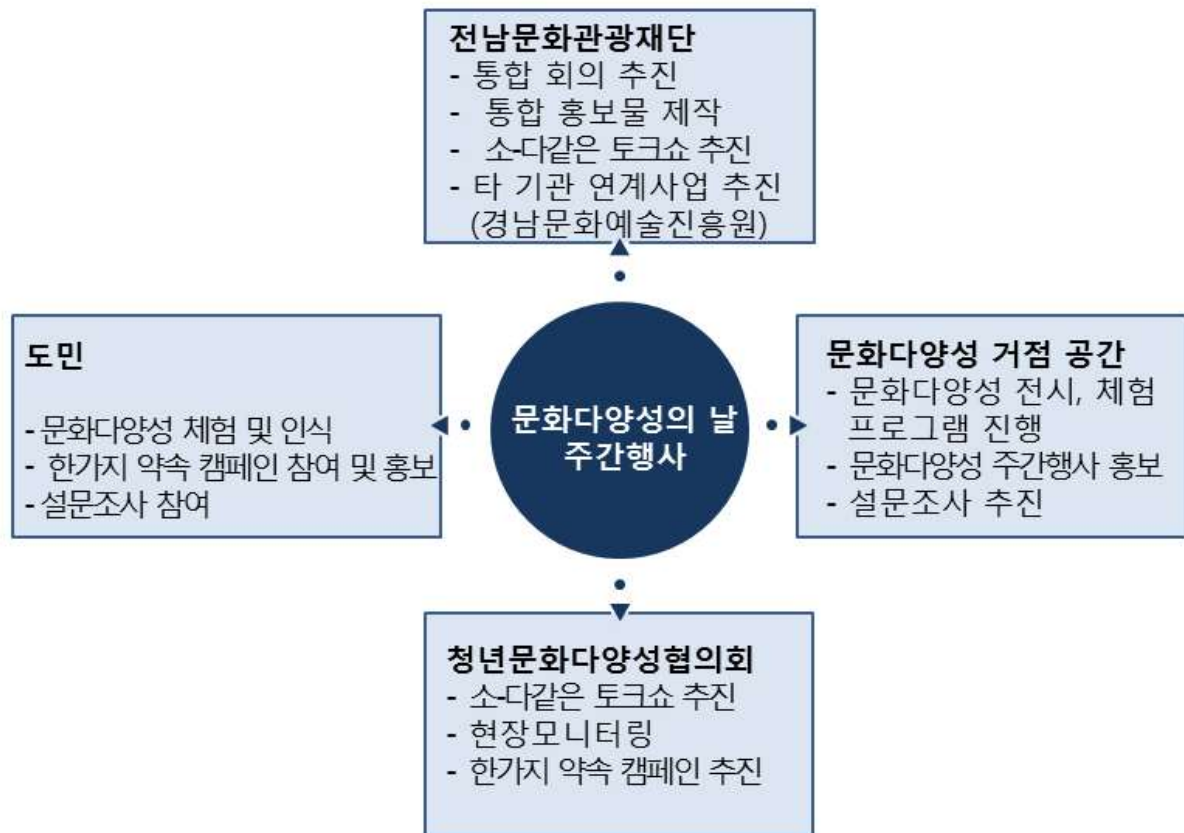 전남문화관광재단
- 통합 회의 추진
- 통합 홍보물 제작
- 소-다같은 토크쇼 추진
- 타 기관 연계사업 추진
(경남문화예술진흥원)
도민
- 문화다양성 체험 및 인식
- 한가지 약속 캠페인 참여 및 홍보
- 설문조사 참여
문화다양성의 날
주간행사
문화다양성 거점 공간
- 문화다양성 전시, 체험
프로그램 진행
- 문화다양성 주간행사 홍보
- 설문조사 추진
청년문화다양성협의회
- 소-다같은 토크쇼 추진
- 현장모니터링
- 한가지 약속 캠페인 추진